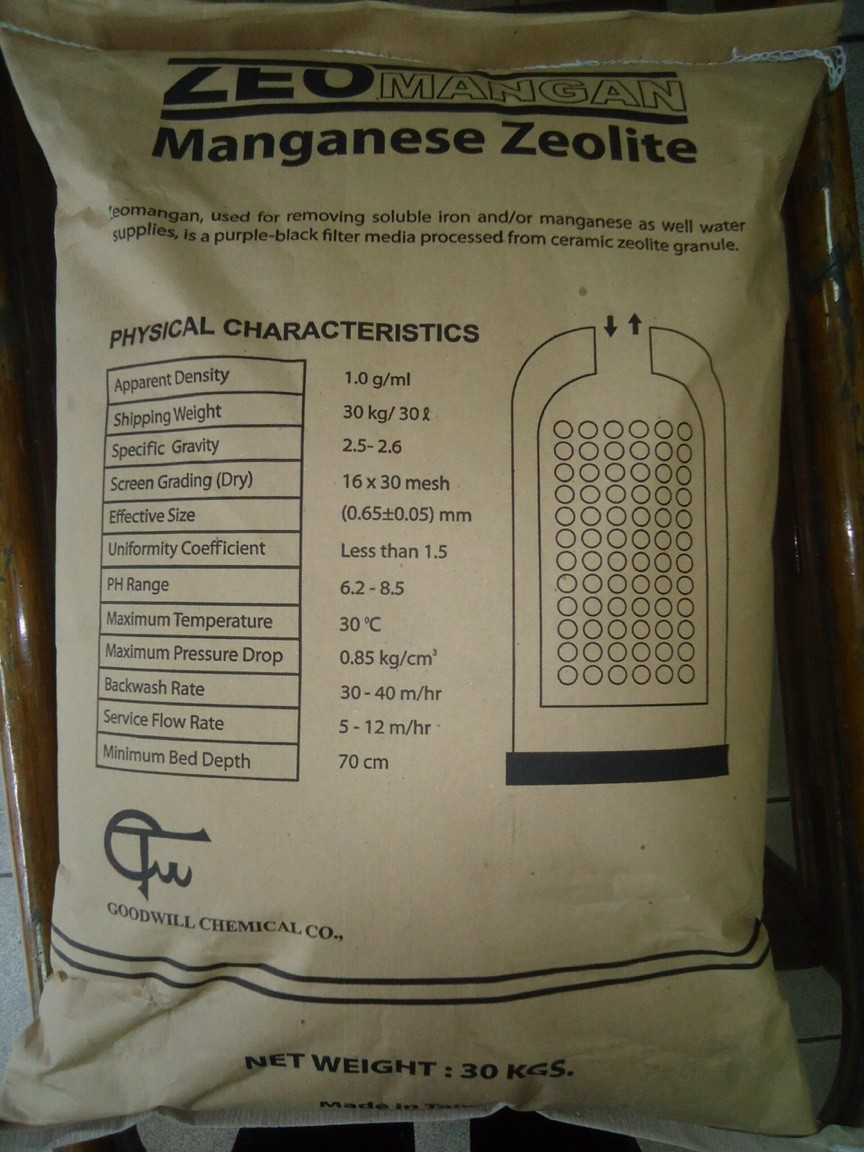 ZEOMANGAN
Manganese Zeolite
Zeomangan, used for removing soluble iron and/or manganese as well water
supplies, is a purple-black filter media processed from ceramic zeolite granule.
PHYSICAL CHARACTERISTICS
Apparent Density 1.0 g/ml
Shipping Weight 30 kg/ 30 ℓ
Specific Gravity 2.5- 2.6
Screen Grading (Dry) 16 x 30 mesh
Effective Size (0.65±0.05) mm
Uniformity Coefficient Less than 1.5
PH Range 6.2 - 8.5
Maximum Temperature 30 ⁰C
Maximum Pressure Drop 0.85 kg/cm³
Backwash Rate 30 - 40 m/hr
Service Flow Rate 5 - 12 m/hr
Minimum Bed Depth 70 cm
GOODWILL CHEMICAL CO.,
NET WEIGHT : 30 KGS.
Made in